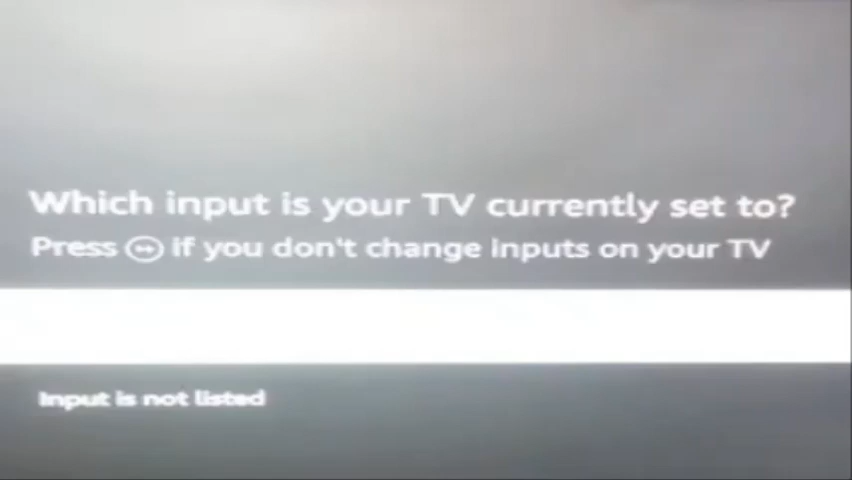 Which input is your TV currently set to?
Press if you don't change inputs on your TV
Input is not listed